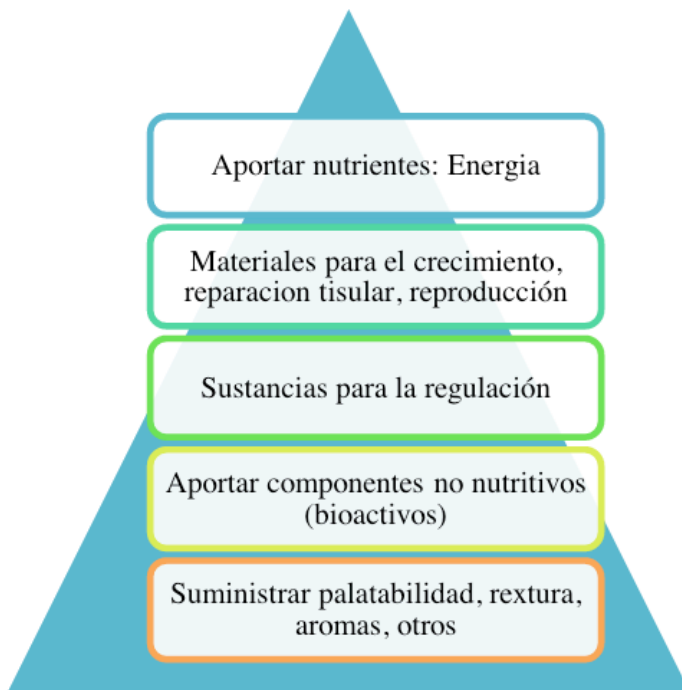 Aportar nutrientes: Energia
Materiales para el crecimiento,
reparacion tisular, reproducción
Sustancias para la regulación
Aportar componentes no nutritivos
(bioactivos)
Suministrar palatabilidad, rextura,
aromas, otros